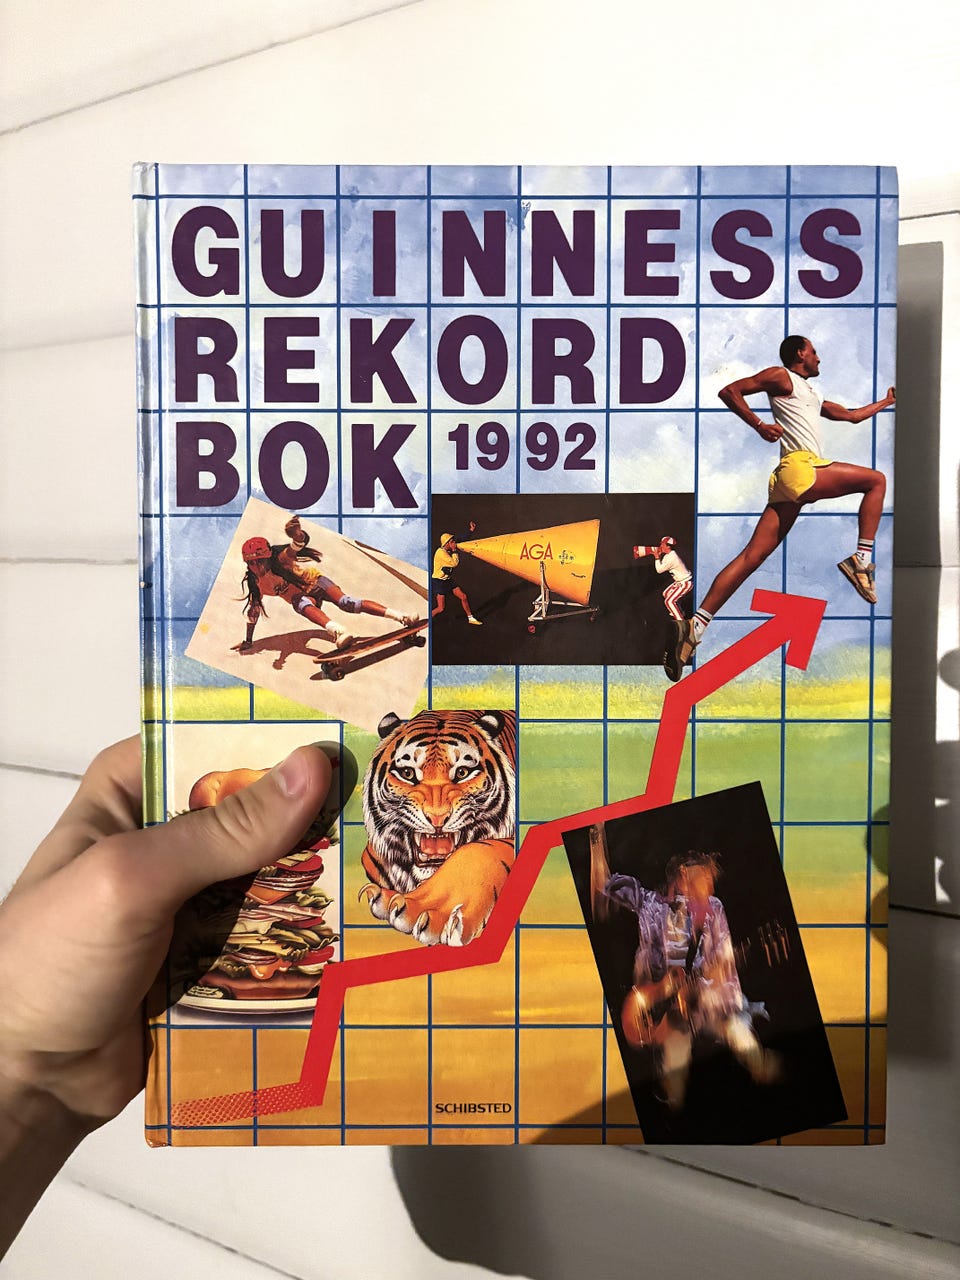 GUINNESS
REKORD
BOK 1992
AGA
SCHIBSTED